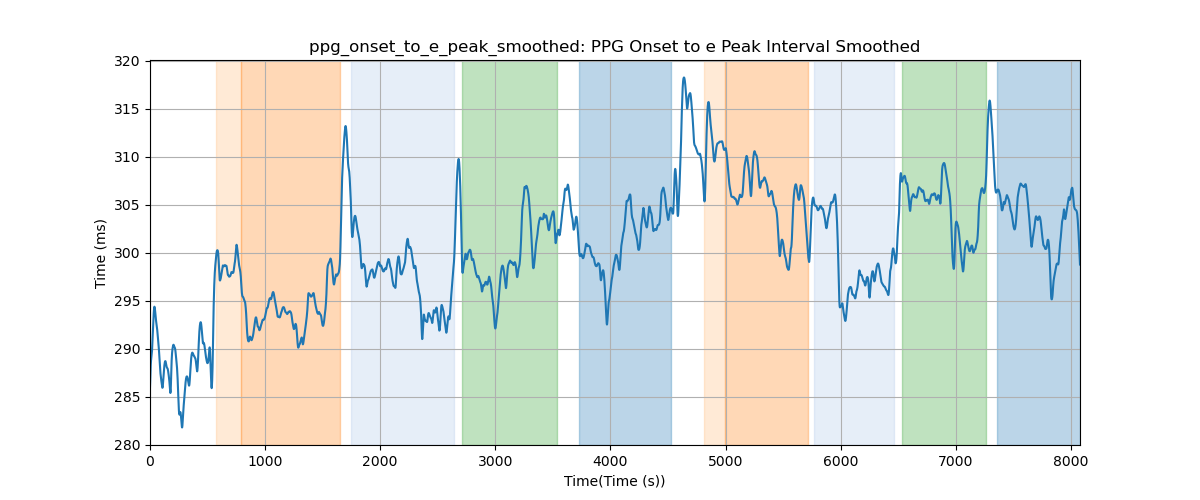 ppg_onset_to_e_peak_smoothed: PPG Onset to e Peak Interval Smoothed
320
315
310
305
300
295
290
285
280
Time (ms)
0 1000 2000 3000 4000 5000 6000 7000 8000
Time(Time (s))